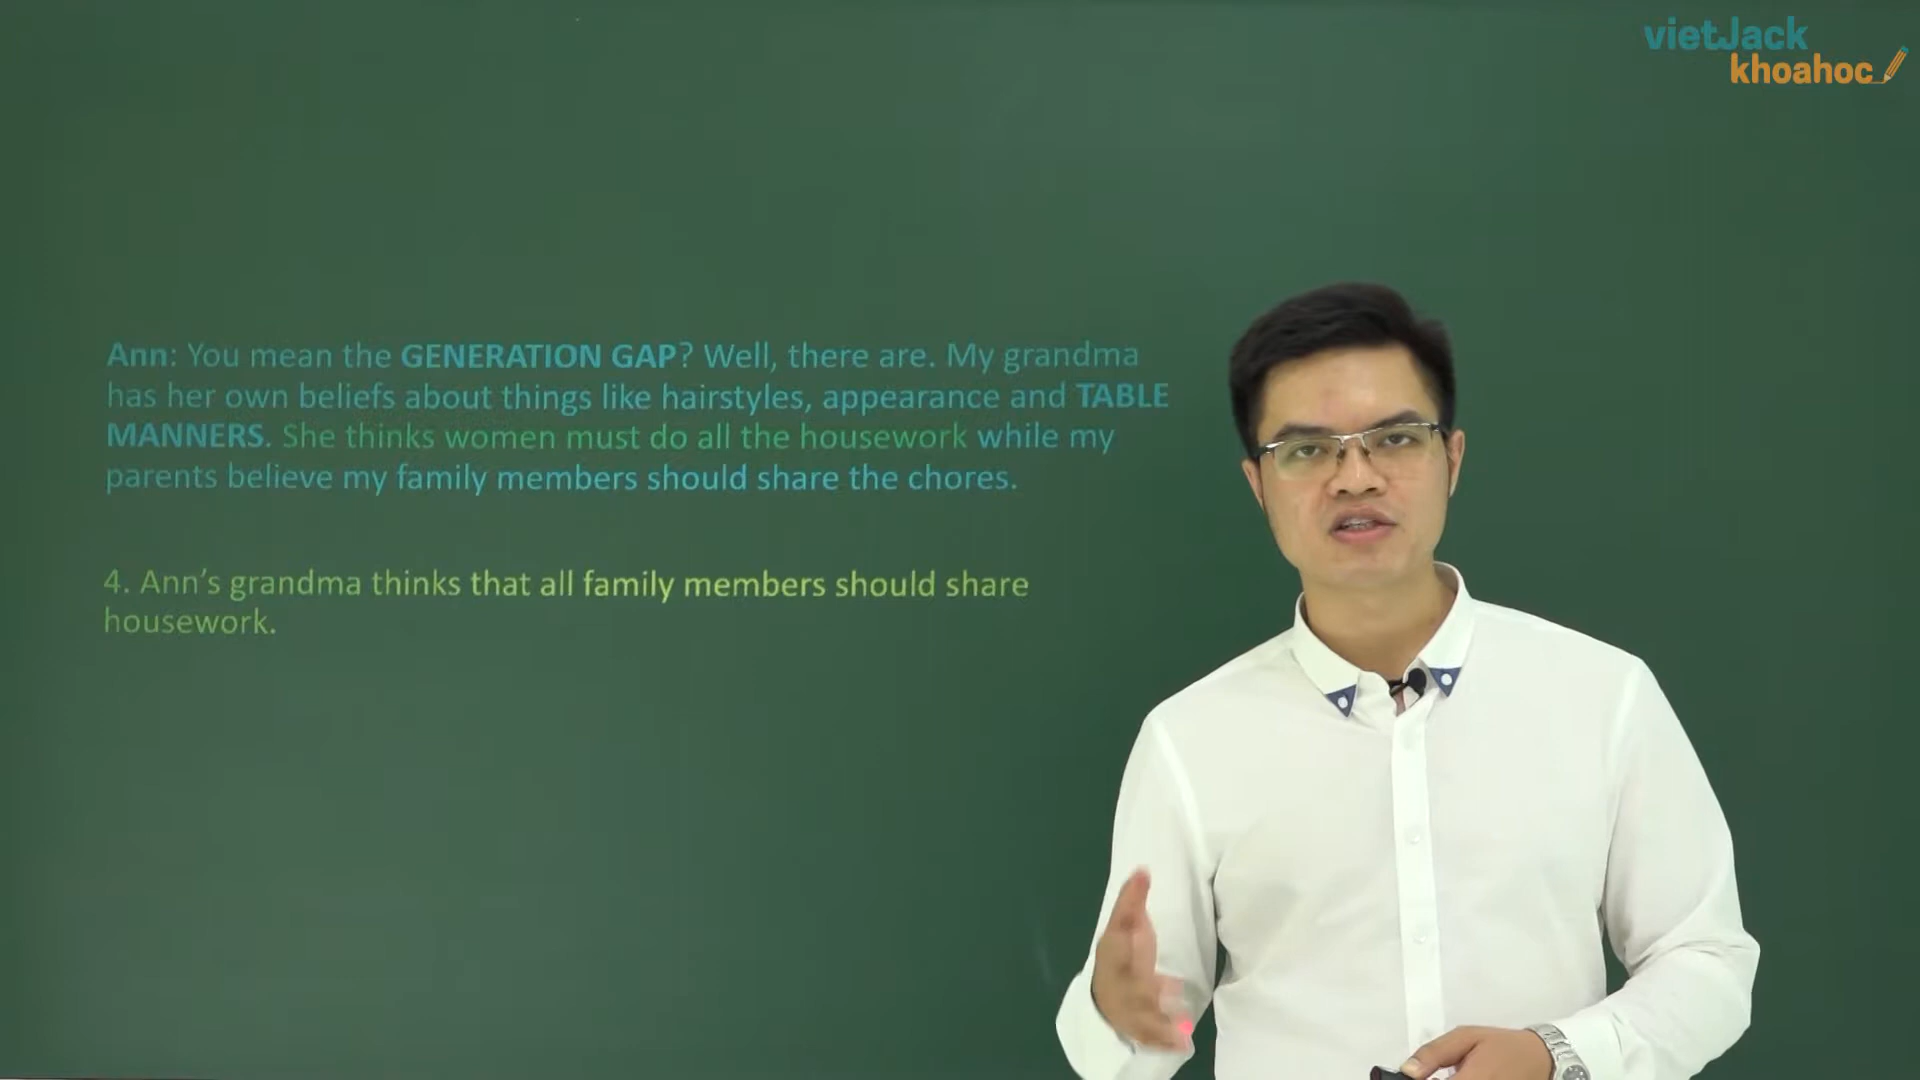 vietJack
khoahoc
Ann: You mean the GENERATION GAP? Well, there are. My grandma
has her own beliefs about things like hairstyles, appearance and TABLE
MANNERS. She thinks women must do all the housework while my
parents believe my family members should share the chores.
4. Ann's grandma thinks that all family members should share
housework.